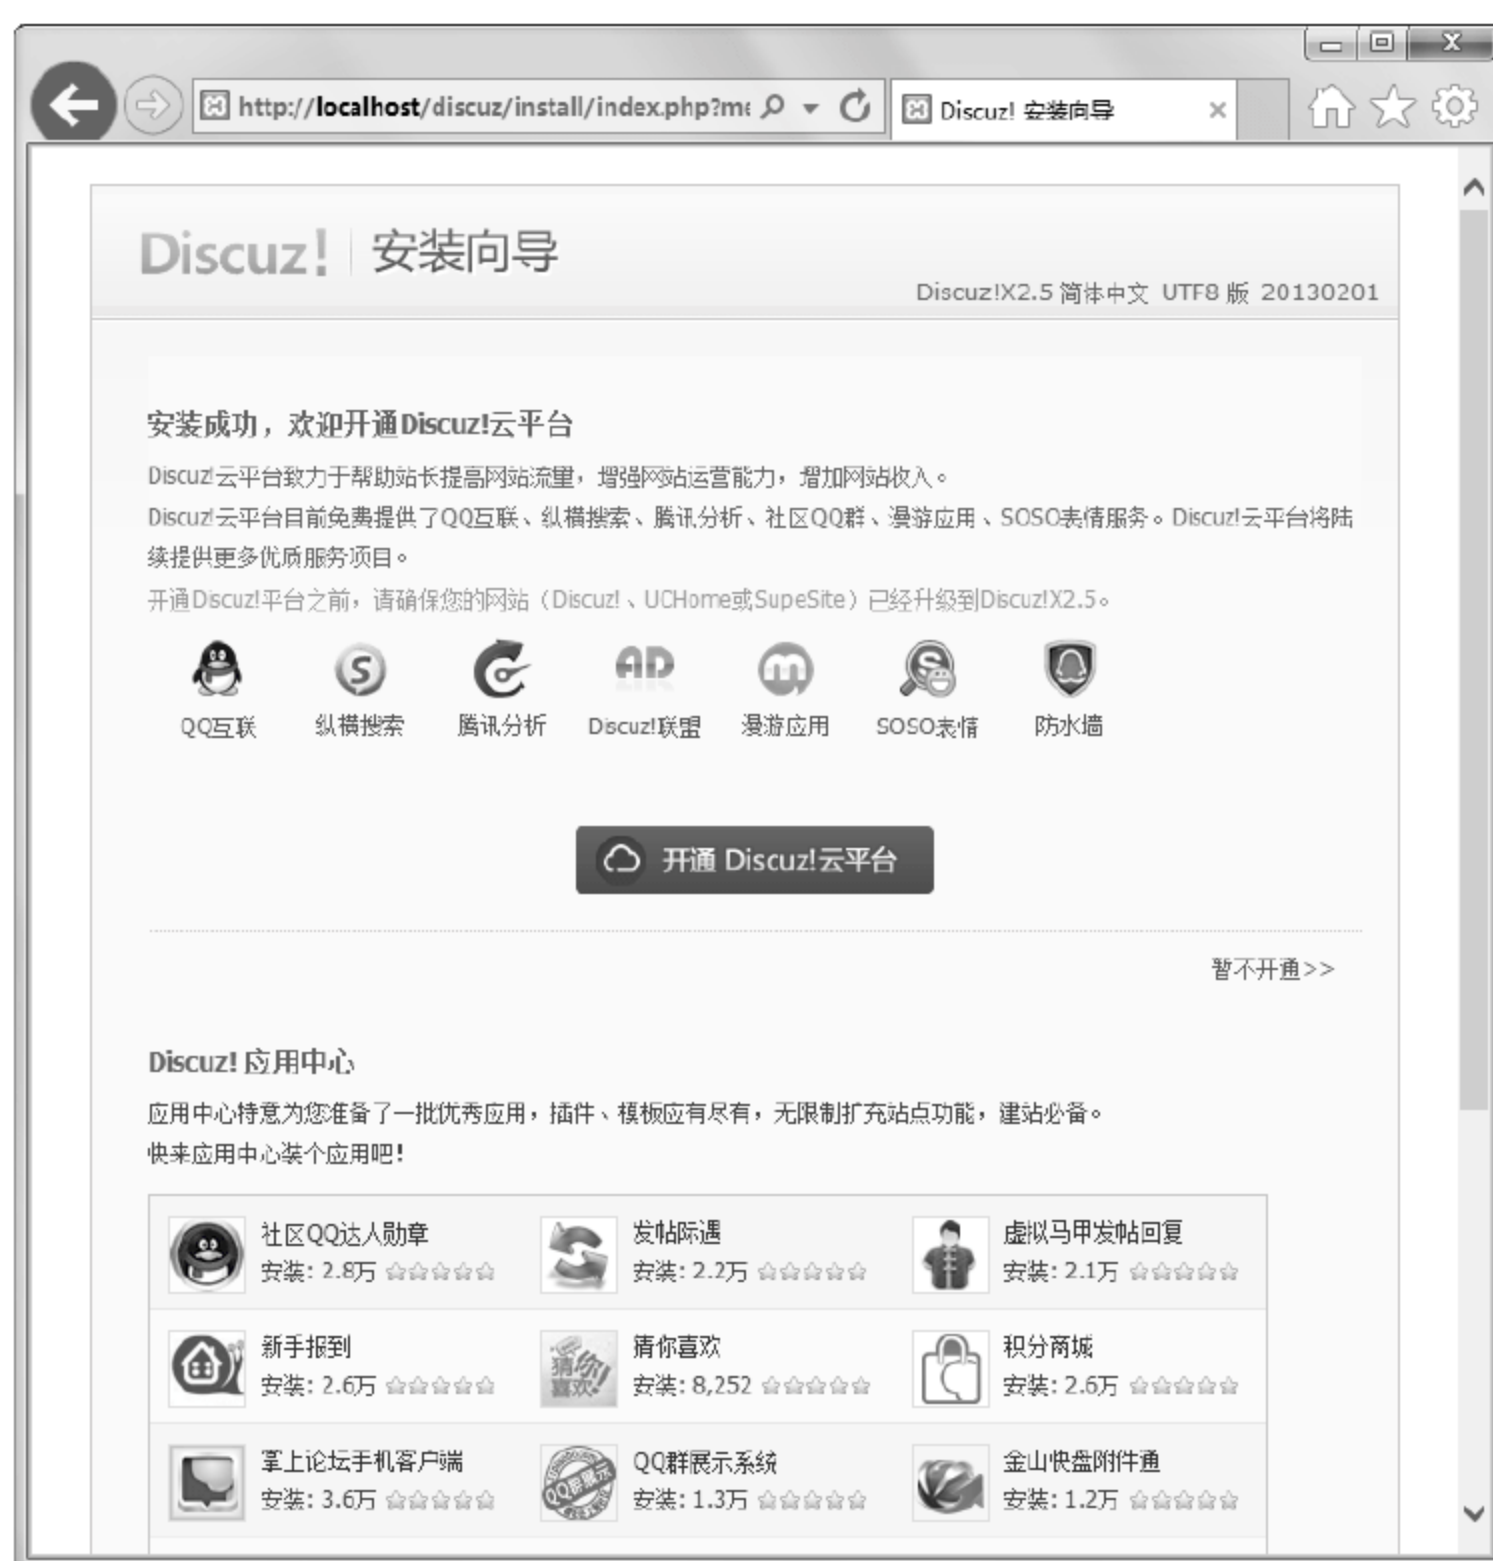 http://localhost/discuz/install/index.php?me
Discuz! 安装向导
Discuz! 安装向导
Discuz!X2.5 简体中文 UTF8 版 20130201
安装成功，欢迎开通Discuz!云平台
Discuz!云平台致力于帮助站长提高网站流量，增强网站运营能力，增加网站收入。
Discuz!云平台目前免费提供了QQ互联、纵横搜索、腾讯分析、社区QQ群、漫游应用、SOSO表情服务。Discuz!云平台将陆
续提供更多优质服务项目。
开通Discuz!平台之前，请确保您的网站（Discuz!、UCHome或SupeSite）已经升级到Discuz!X2.5。
AD
QQ互联 纵横搜索 腾讯分析 Discuz!联盟 漫游应用 SOSO表情 防水墙
开通 Discuz!云平台
暂不开通>>
Discuz! 应用中心
应用中心特意为您准备了一批优秀应用，插件、模板应有尽有，无限制扩充站点功能，建站必备。
快来应用中心装个应用吧！
社区QQ达人勋章 发帖际遇 虚拟马甲发帖回复
安装: 2.8万 安装: 2.2万 安装: 2.1万
新手报到 猜你喜欢 积分商城
猜你!
喜欢
安装: 2.6万 安装: 8,252 安装: 2.6万
掌上论坛手机客户端 QQ群展示系统 金山快盘附件通
QQ群展示
安装: 3.6万 安装: 1.3万 安装: 1.2万